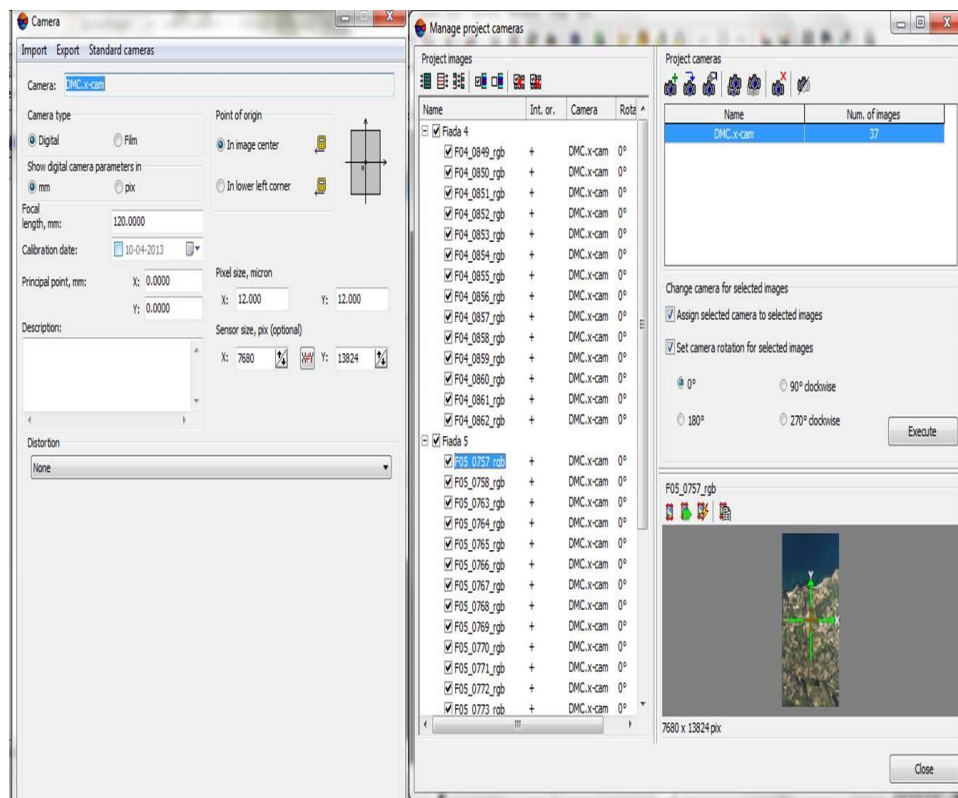 Camera
Import Export Standard cameras
Camera: DMC.x-cam
Camera type
Digital Film
Show digital camera parameters in
mm pix
Point of origin
In image center
In lower left corner
Focal
length, mm: 120.0000
Calibration date: 10-04-2013
Principal point, mm: X: 0.0000
Y: 0.0000
Pixel size, micron
X: 12.000 Y: 12.000
Description:
Sensor size, pix (optional)
X: 7680 X≠Y Y: 13824
Distortion
None
Manage project cameras
Project images
Name Int. or. Camera Rota
Fiada 4
F04_0849_rgb + DMC.x-cam 0°
F04_0850_rgb + DMC.x-cam 0°
F04_0851_rgb + DMC.x-cam 0°
F04_0852_rgb + DMC.x-cam 0°
F04_0853_rgb + DMC.x-cam 0°
F04_0854_rgb + DMC.x-cam 0°
F04_0855_rgb + DMC.x-cam 0°
F04_0856_rgb + DMC.x-cam 0°
F04_0857_rgb + DMC.x-cam 0°
F04_0858_rgb + DMC.x-cam 0°
F04_0859_rgb + DMC.x-cam 0°
F04_0860_rgb + DMC.x-cam 0°
F04_0861_rgb + DMC.x-cam 0°
F04_0862_rgb + DMC.x-cam 0°
Fiada 5
F05_0757_rgb + DMC.x-cam 0°
F05_0758_rgb + DMC.x-cam 0°
F05_0763_rgb + DMC.x-cam 0°
F05_0764_rgb + DMC.x-cam 0°
F05_0765_rgb + DMC.x-cam 0°
F05_0766_rgb + DMC.x-cam 0°
F05_0767_rgb + DMC.x-cam 0°
F05_0768_rgb + DMC.x-cam 0°
F05_0769_rgb + DMC.x-cam 0°
F05_0770_rgb + DMC.x-cam 0°
F05_0771_rgb + DMC.x-cam 0°
F05_0772_rgb + DMC.x-cam 0°
F05_0773_rgb + DMC.x-cam 0°
Project cameras
Name Num. of images
DMC.x-cam 37
Change camera for selected images
Assign selected camera to selected images
Set camera rotation for selected images
0° 90° clockwise
180° 270° clockwise
Execute
F05_0757_rgb
Y
X
7680 x 13824 pix
Close